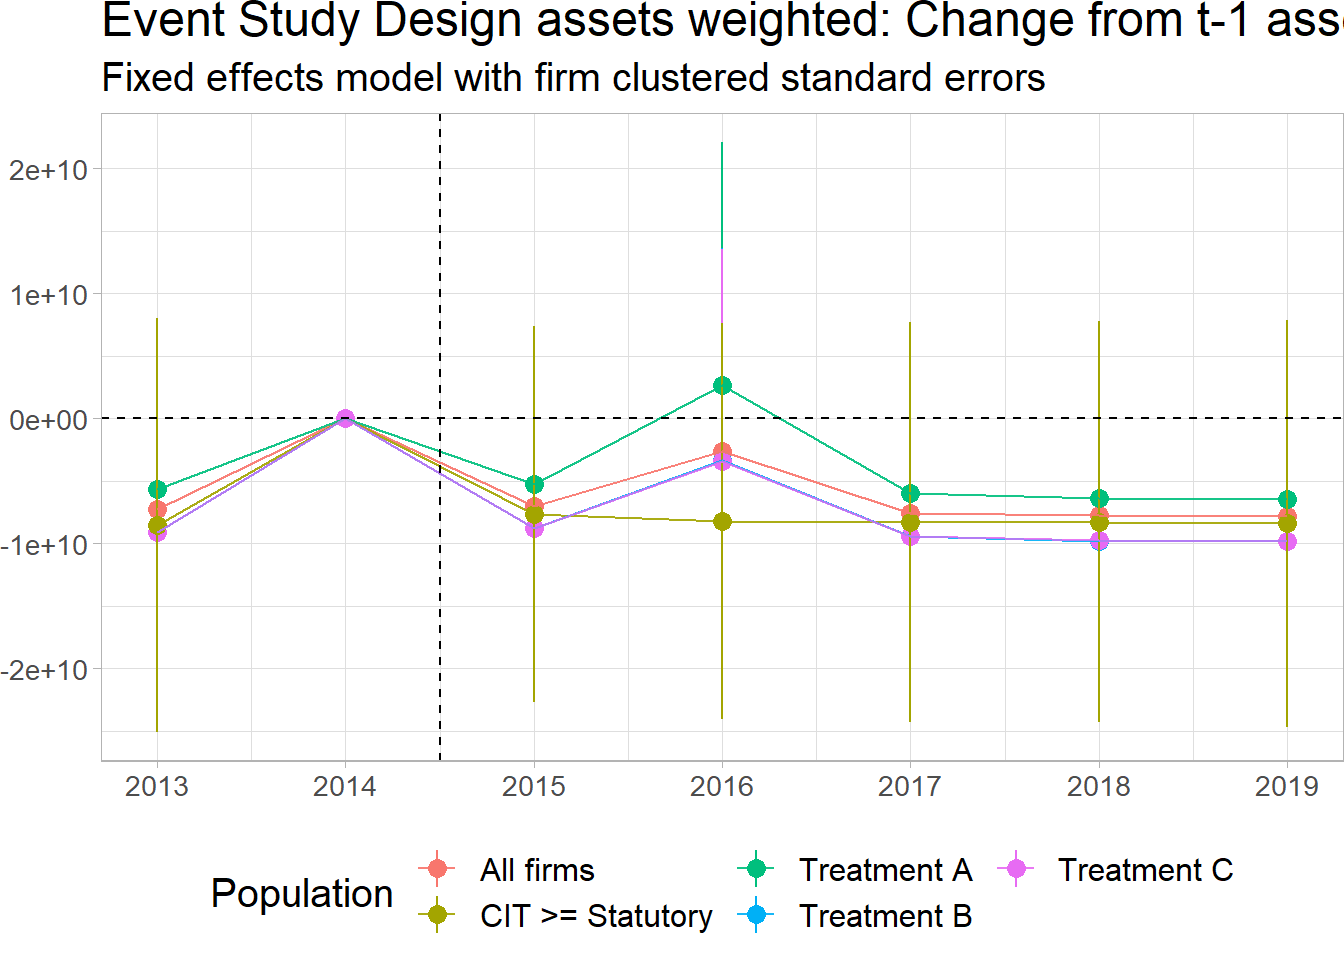 Event Study Design assets weighted: Change from t-1
Fixed effects model with firm clustered standard errors
2e+10
1e+10
0e+00
-1e+10
-2e+10
2013 2014 2015 2016 2017 2018 2019
Population
All firms
Treatment A
Treatment C
CIT >= Statutory
Treatment B